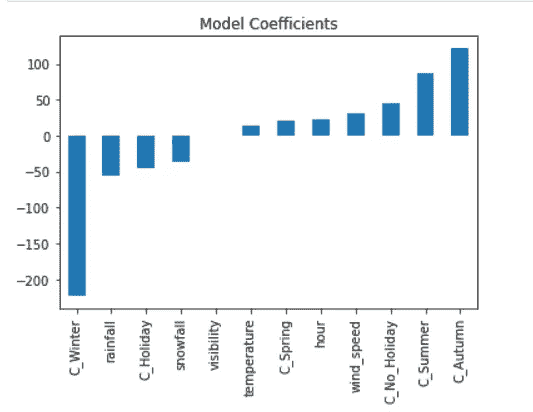 Model Coefficients
100
50
0
−50
−100
−150
−200
C_Winter
rainfall
C_Holiday
snowfall
visibility
temperature
C_Spring
hour
wind_speed
C_No_Holiday
C_Summer
C_Autumn